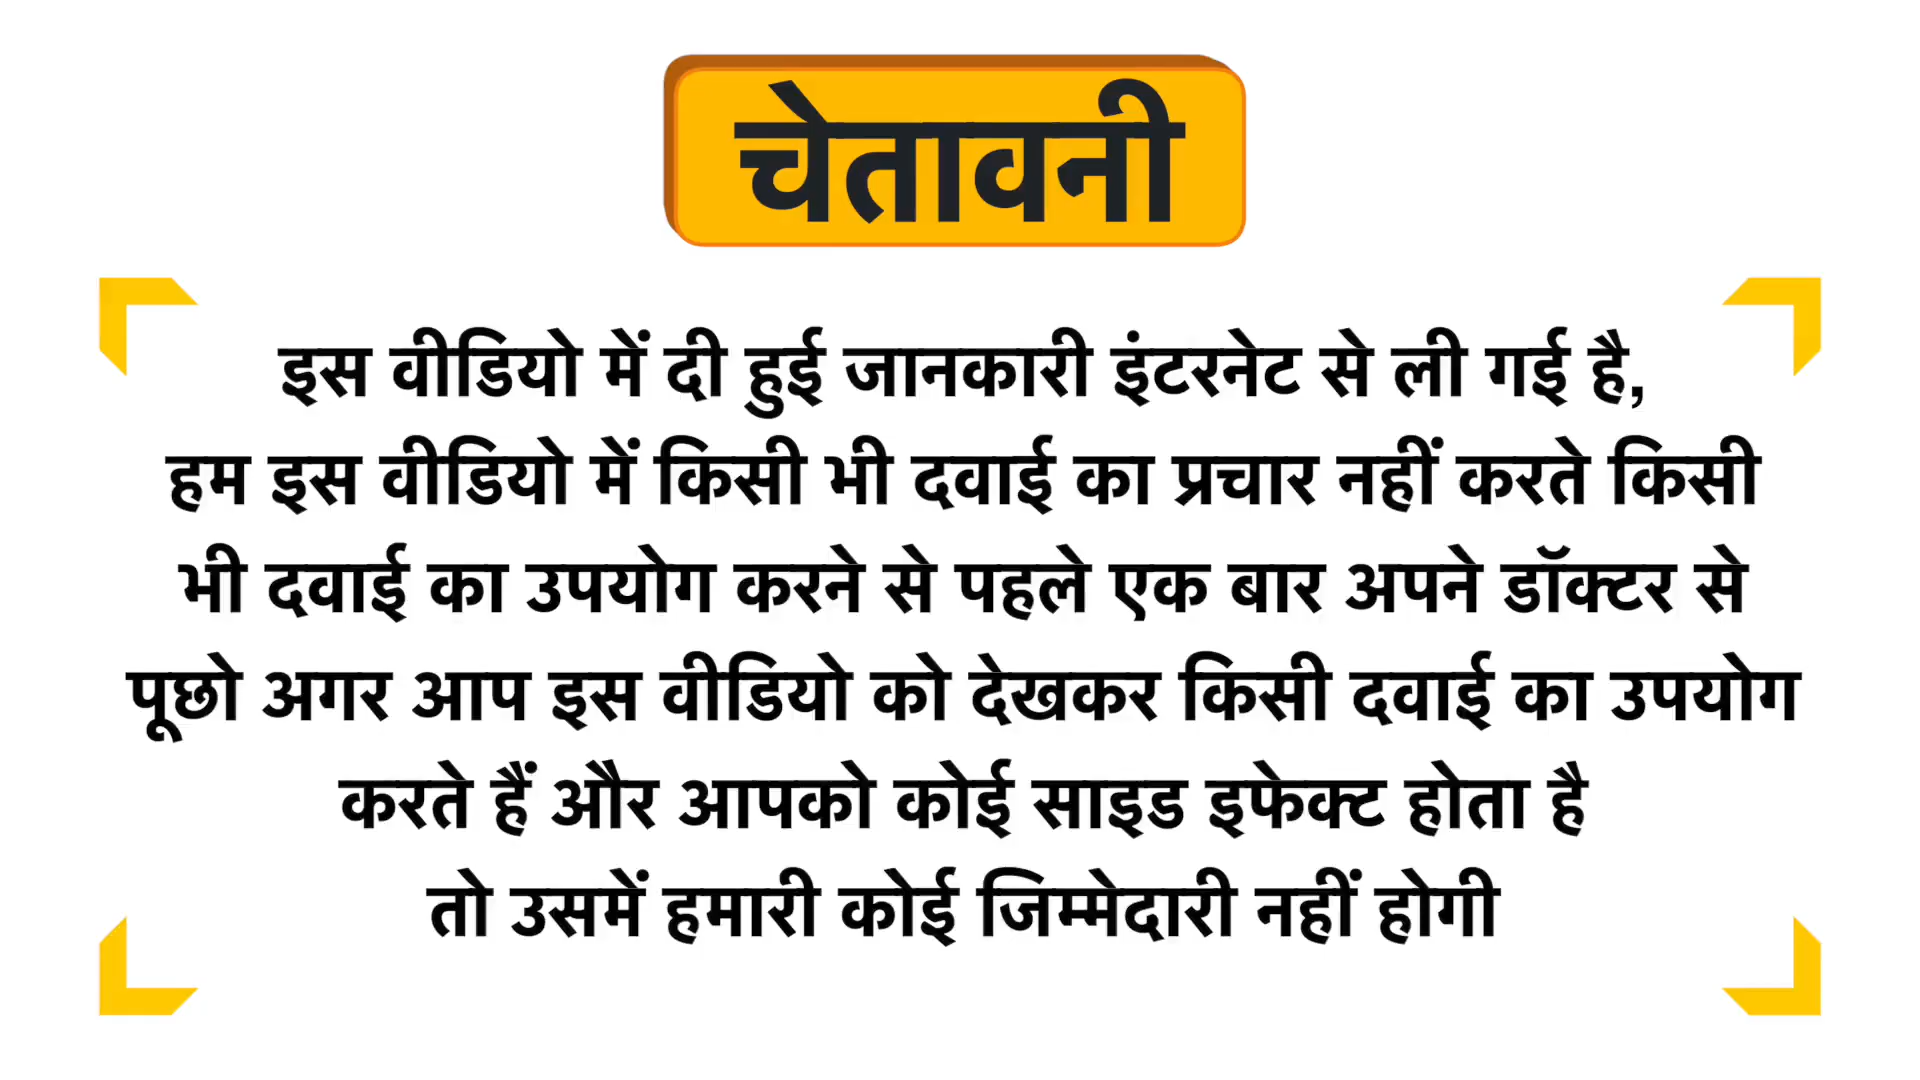 चेतावनी
इस वीडियो में दी हुई जानकारी इंटरनेट से ली गई है,
हम इस वीडियो में किसी भी दवाई का प्रचार नहीं करते किसी
भी दवाई का उपयोग करने से पहले एक बार अपने डॉक्टर से
पूछो अगर आप इस वीडियो को देखकर किसी दवाई का उपयोग
करते हैं और आपको कोई साइड इफेक्ट होता है
तो उसमें हमारी कोई जिम्मेदारी नहीं होगी